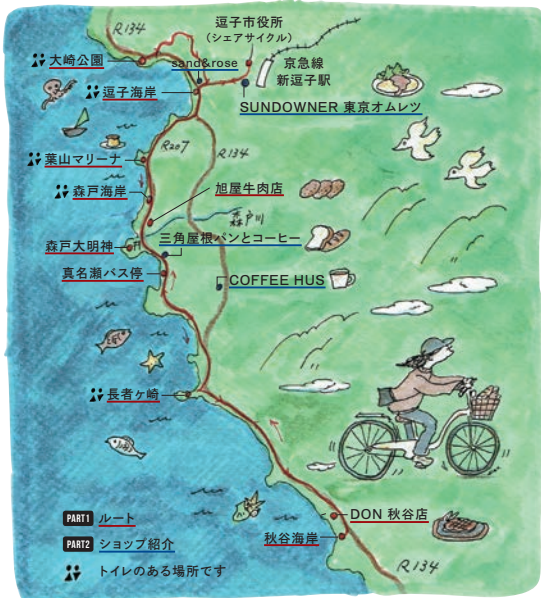 R134
逗子市役所
（シェアサイクル）
大崎公園
sand&rose
京急線
新逗子駅
逗子海岸
SUNDOWNER 東京オムレツ
R207
R134
葉山マリーナ
森戸海岸
旭屋牛肉店
森戸川
森戸大明神
三角屋根パンとコーヒー
真名瀬バス停
COFFEE HUS
長者ヶ崎
DON 秋谷店
秋谷海岸
R134
PART1 ルート
PART2 ショップ紹介
トイレのある場所です